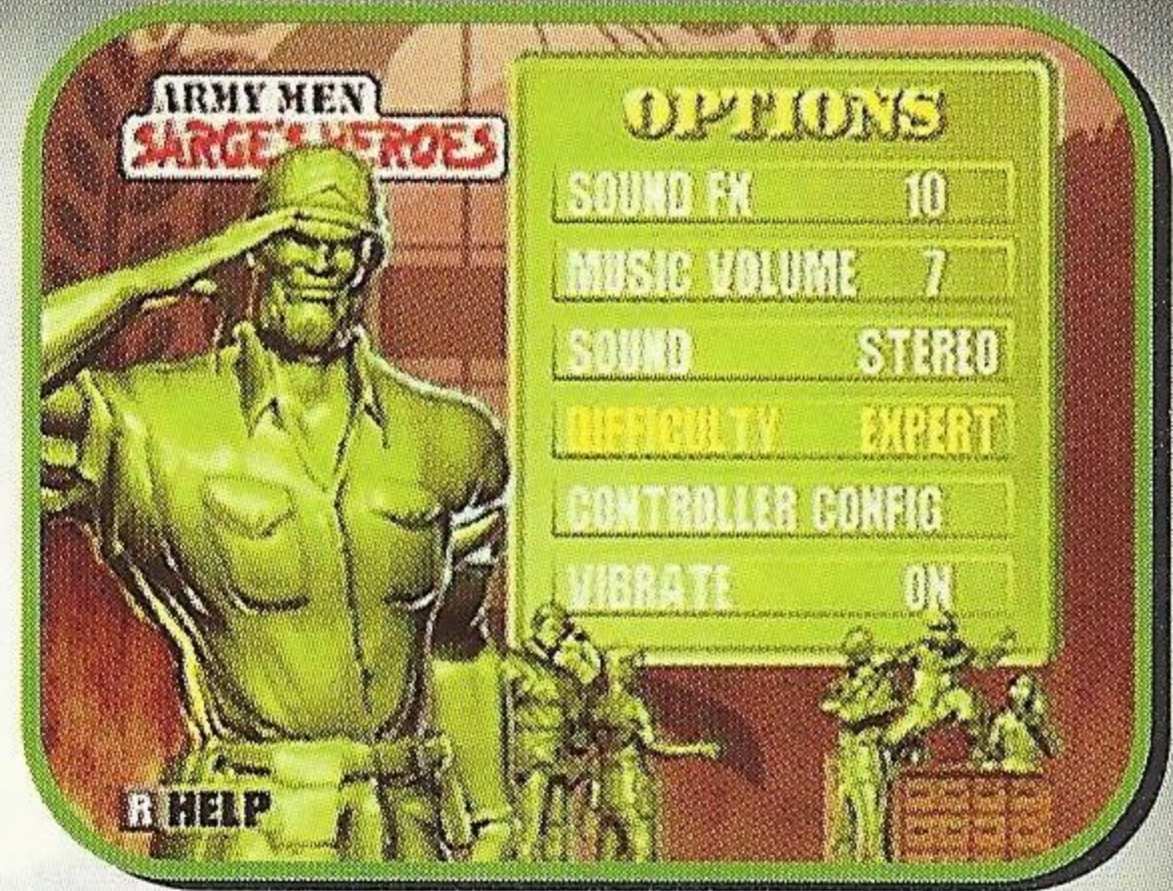 ARMY MEN
SARGE'S HEROES
OPTIONS
SOUND FX 10
MUSIC VOLUME 7
SOUND STEREO
DIFFICULTY EXPERT
CONTROLLER CONFIG
VIBRATE ON
R HELP